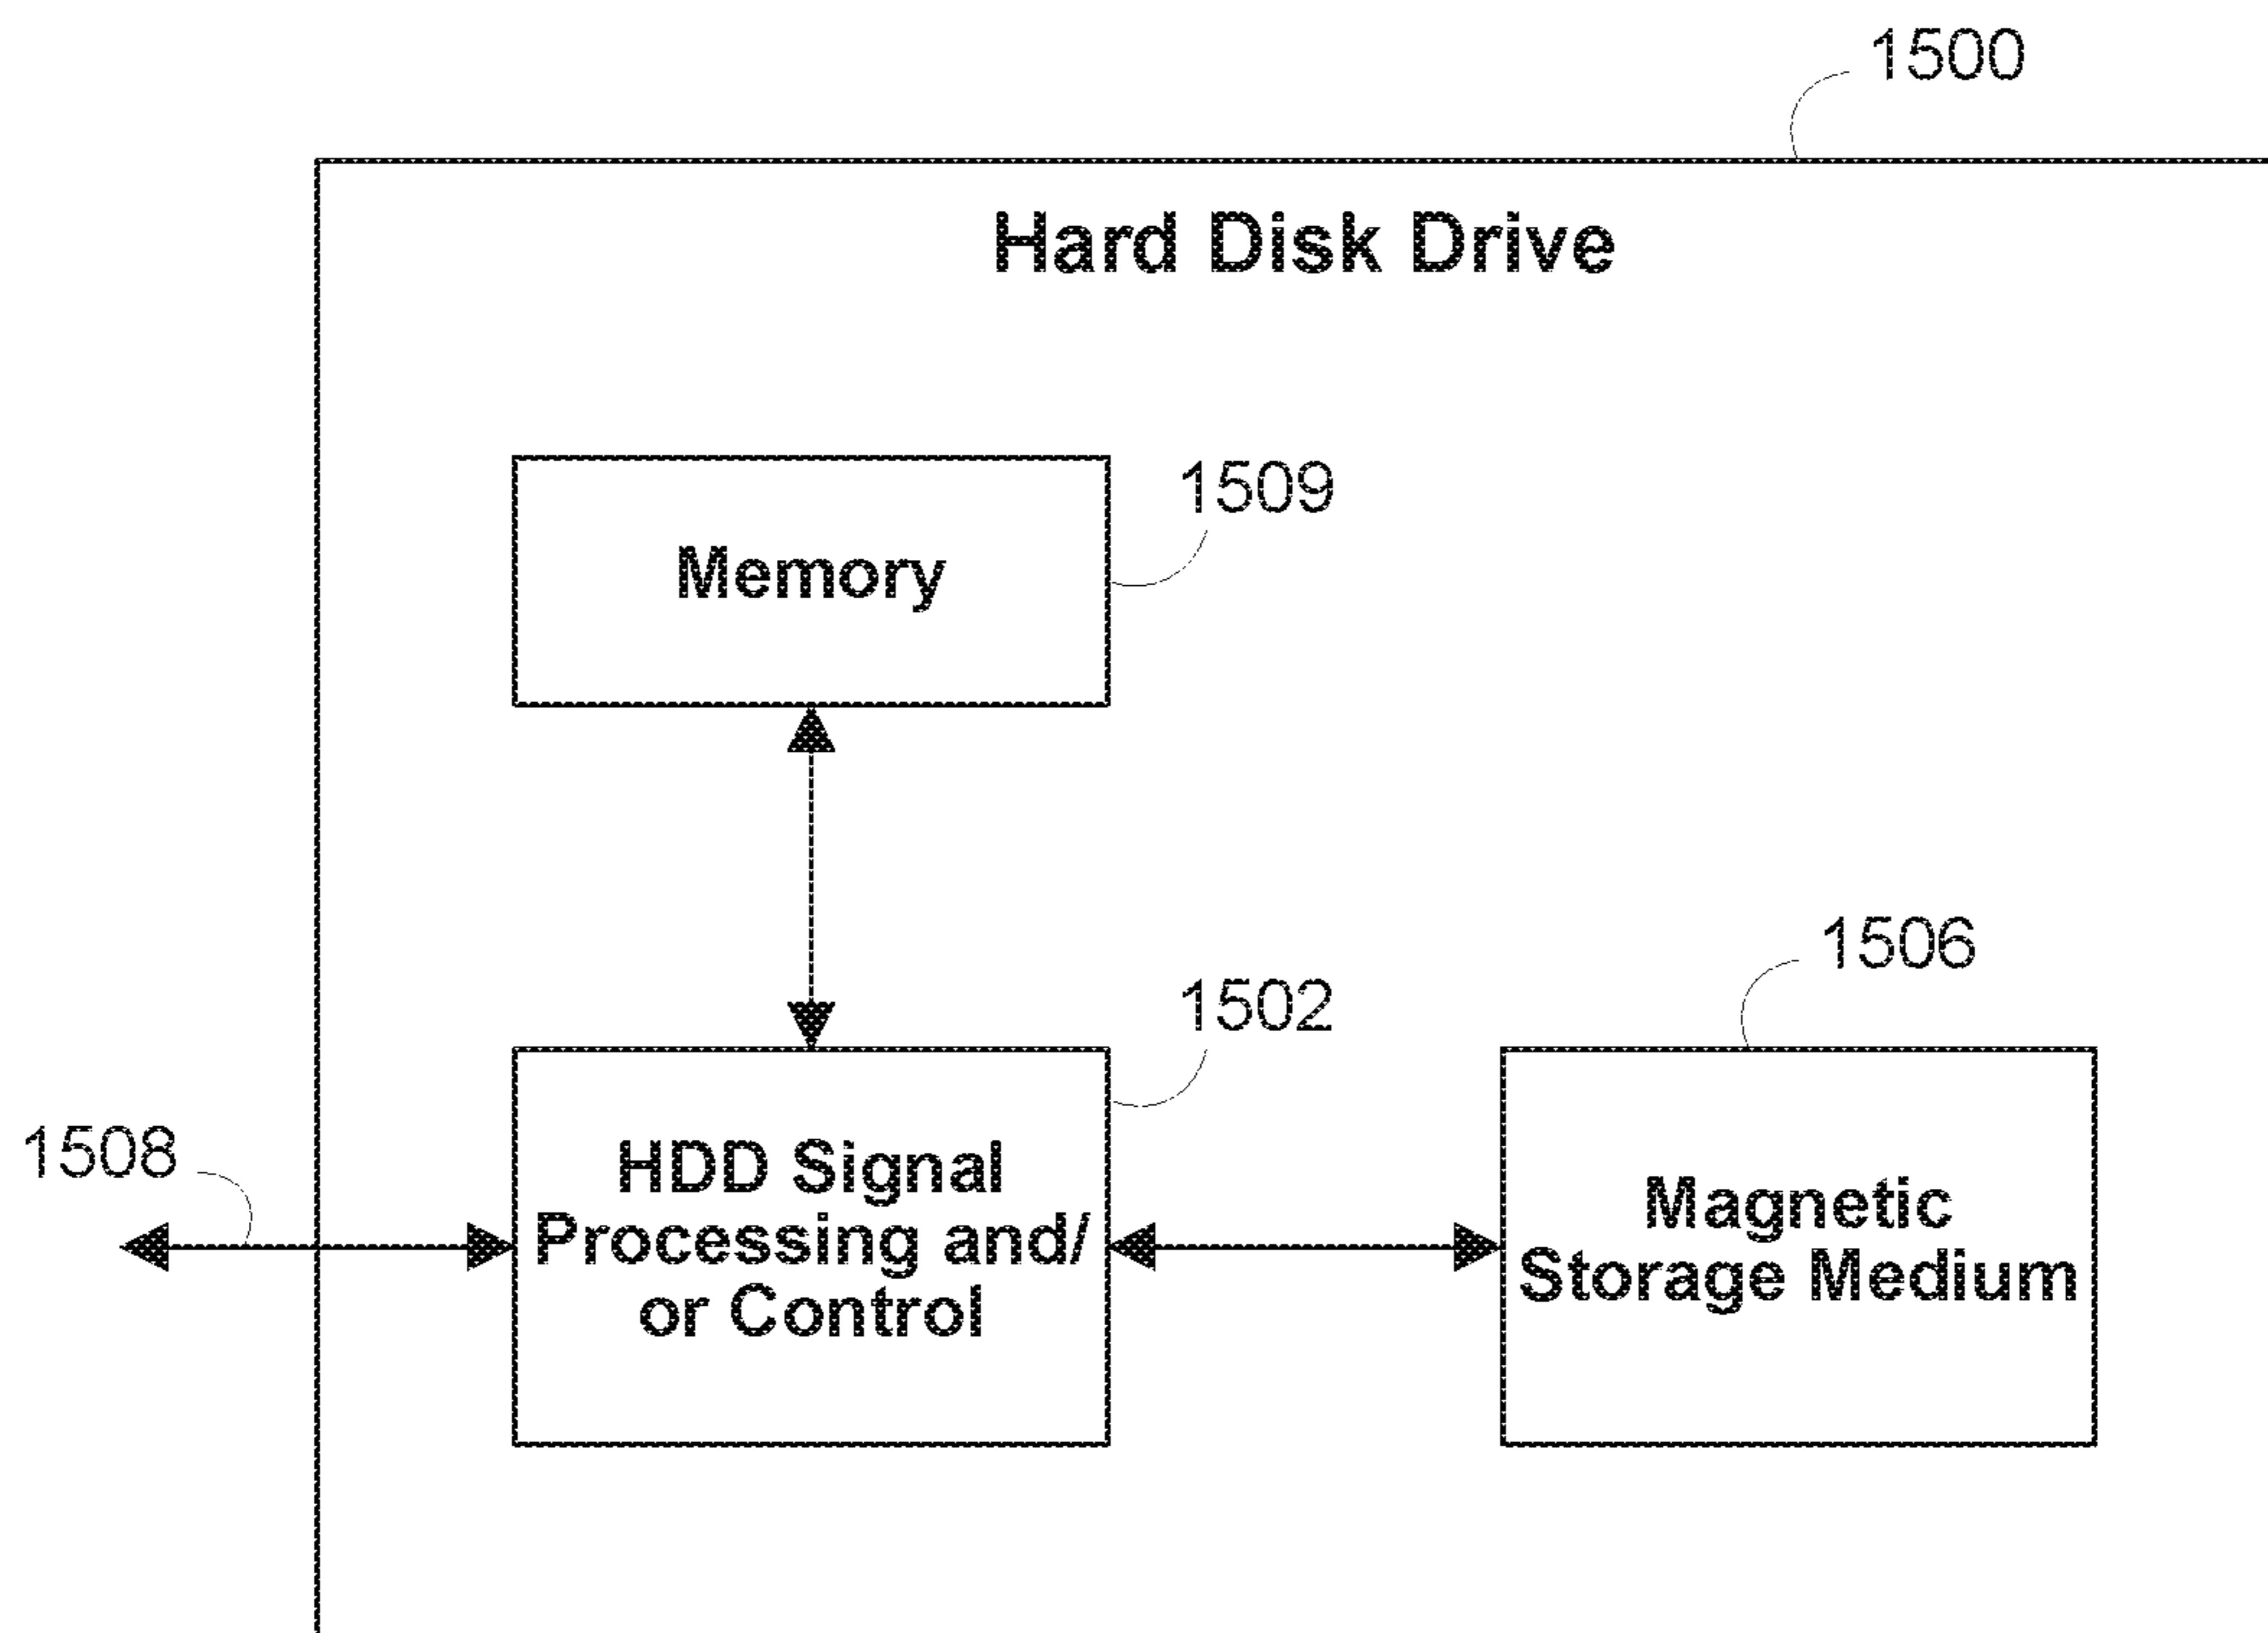 1500
Hard Disk Drive
1509
Memory
1506
1502
1508
HDD Signal
Processing and/
or Control
Magnetic
Storage Medium